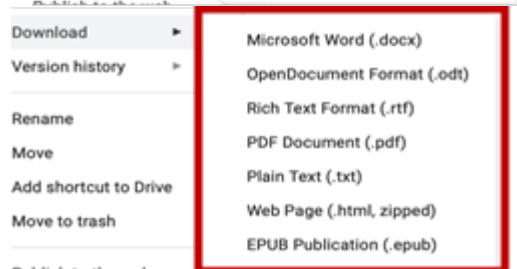 Download ►
Version history ►
Rename
Move
Add shortcut to Drive
Move to trash
Microsoft Word (.docx)
OpenDocument Format (.odt)
Rich Text Format (.rtf)
PDF Document (.pdf)
Plain Text (.txt)
Web Page (.html, zipped)
EPUB Publication (.epub)